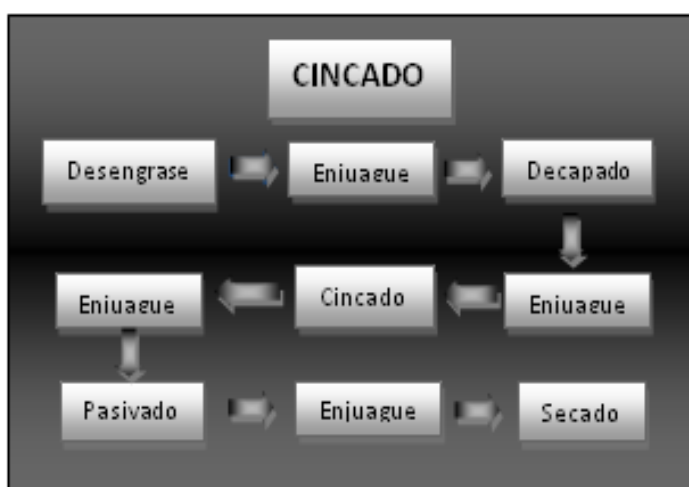 CINCADO
Desengrase
Enjuague
Decapado
Enjuague
Cincado
Enjuague
Pasivado
Enjuague
Secado